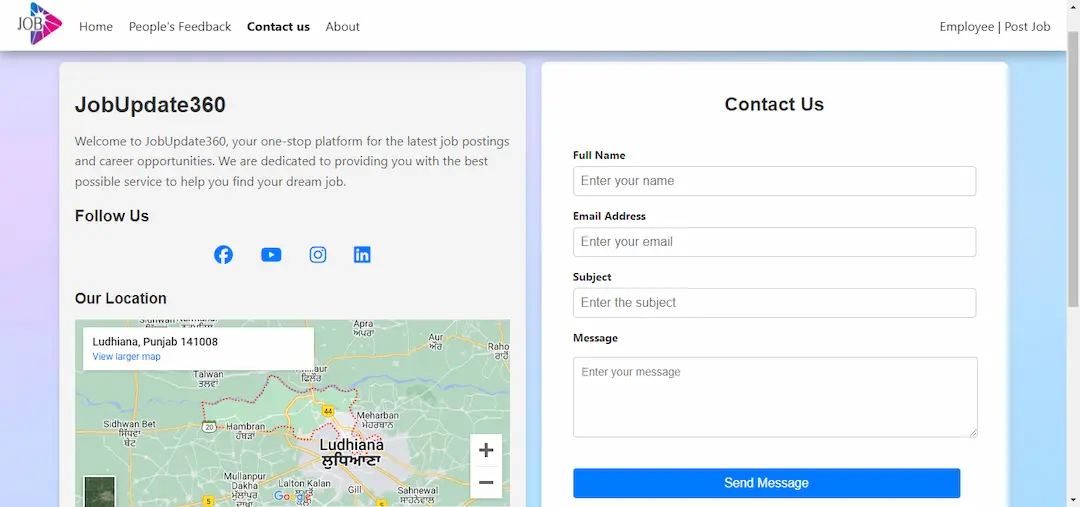 JOB
Home
People's Feedback
Contact us
About
Employee | Post Job
JobUpdate360
Welcome to JobUpdate360, your one-stop platform for the latest job postings
and career opportunities. We are dedicated to providing you with the best
possible service to help you find your dream job.
Follow Us
Our Location
Ludhiana, Punjab 141008
View larger map
Apra
ਅਪਰਾ
Aur
ਔਰ
Talwan
ਤਲਵਾਂ
ਫਿਲੌਰ
44
Meharban
ਮੇਹਰਬਾਨ
20
Hambran
ਹੰਬੜਾਂ
Sidhwan Bet
ਸਿੱਧਵਾਂ
ਬੇਟ
Ludhiana
ਲੁਧਿਆਣਾ
Mullanpur
Dakha
ਮੁੱਲਾਂਪੁਰ
ਦਾਖਾ
Lalton Kalan
Gill
Sahnewal
ਸਾਹਨੇਵਾਲ
5
5
Google
Contact Us
Full Name
Enter your name
Email Address
Enter your email
Subject
Enter the subject
Message
Enter your message
Send Message